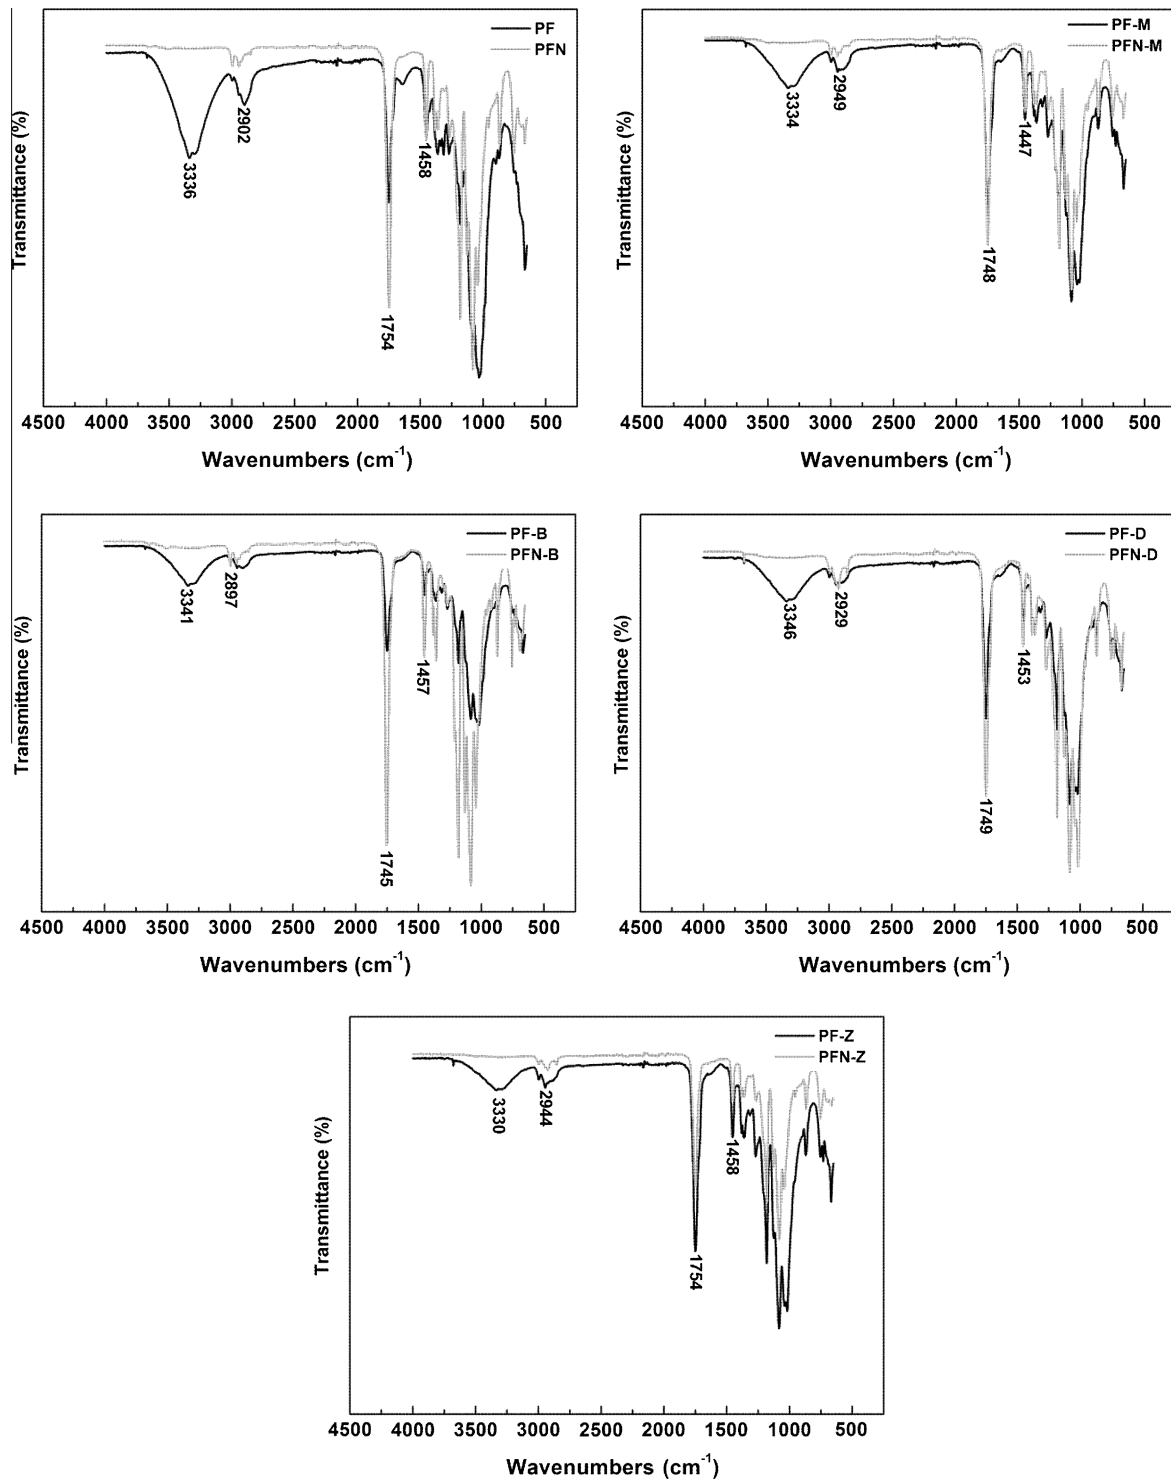 PF
PFN
Transmittance (%)
3336
2902
1754
1458
4500 4000 3500 3000 2500 2000 1500 1000 500
Wavenumbers (cm-1)
PF-M
PFN-M
Transmittance (%)
3334
2949
1748
1447
4500 4000 3500 3000 2500 2000 1500 1000 500
Wavenumbers (cm-1)
PF-B
PFN-B
Transmittance (%)
3341
2897
1745
1457
4500 4000 3500 3000 2500 2000 1500 1000 500
Wavenumbers (cm-1)
PF-D
PFN-D
Transmittance (%)
3346
2929
1749
1453
4500 4000 3500 3000 2500 2000 1500 1000 500
Wavenumbers (cm-1)
PF-Z
PFN-Z
Transmittance (%)
3330
2944
1754
1458
4500 4000 3500 3000 2500 2000 1500 1000 500
Wavenumbers (cm-1)